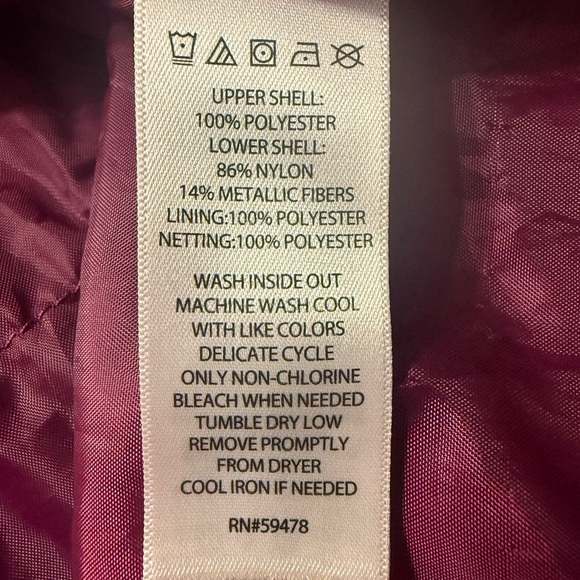 UPPER SHELL:
100% POLYESTER
LOWER SHELL:
86% NYLON
14% METALLIC FIBERS
LINING:100% POLYESTER
NETTING:100% POLYESTER
WASH INSIDE OUT
MACHINE WASH COOL
WITH LIKE COLORS
DELICATE CYCLE
ONLY NON-CHLORINE
BLEACH WHEN NEEDED
TUMBLE DRY LOW
REMOVE PROMPTLY
FROM DRYER
COOL IRON IF NEEDED
RN#59478